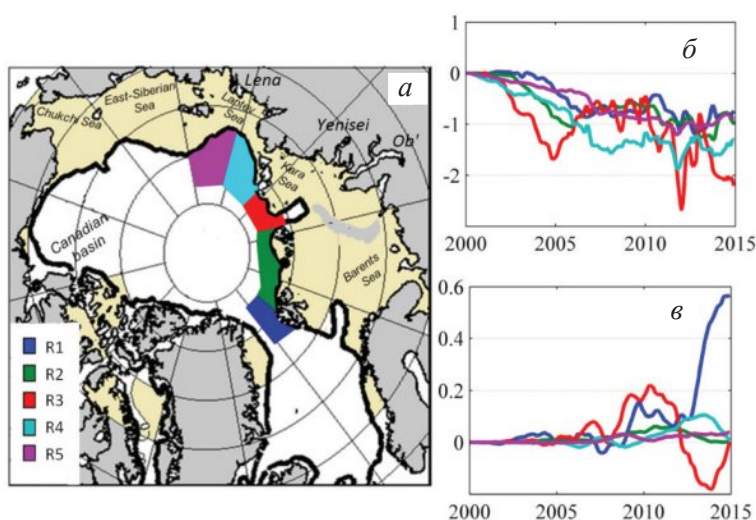 а
Lena
East-Siberian
Sea
Laptev
Sea
Chukchi Sea
Yenisei
Ob'
Kara
Sea
Canadian
basin
Barents
Sea
R1
R2
R3
R4
R5
б
1
0
-1
-2
2000 2005 2010 2015
в
0.6
0.4
0.2
0
2000 2005 2010 2015